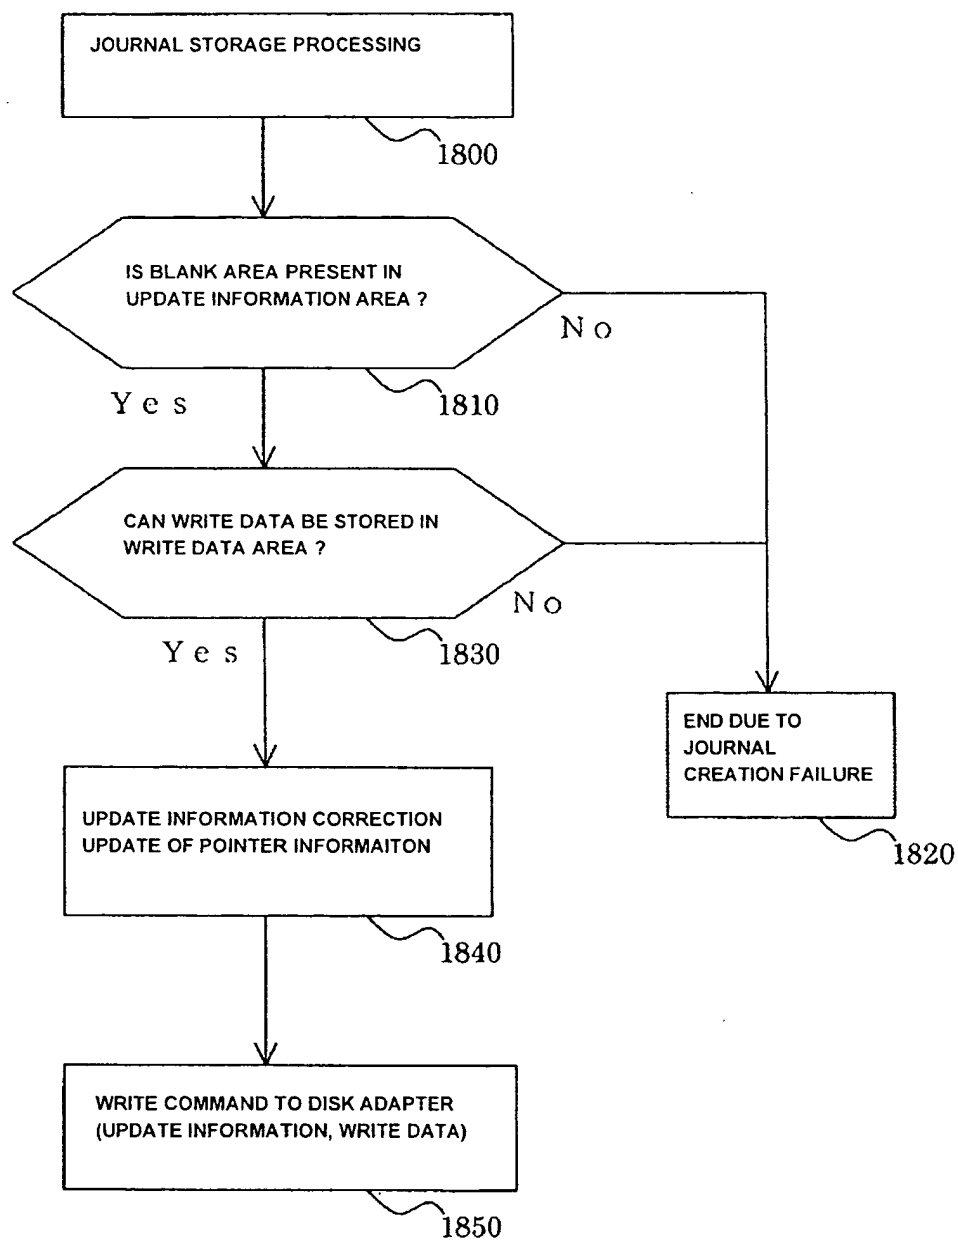 JOURNAL STORAGE PROCESSING
1800
IS BLANK AREA PRESENT IN
UPDATE INFORMATION AREA ?
No
Yes
1810
CAN WRITE DATA BE STORED IN
WRITE DATA AREA ?
No
Yes
1830
END DUE TO
JOURNAL
CREATION FAILURE
1820
UPDATE INFORMATION CORRECTION
UPDATE OF POINTER INFORMAITON
1840
WRITE COMMAND TO DISK ADAPTER
(UPDATE INFORMATION, WRITE DATA)
1850